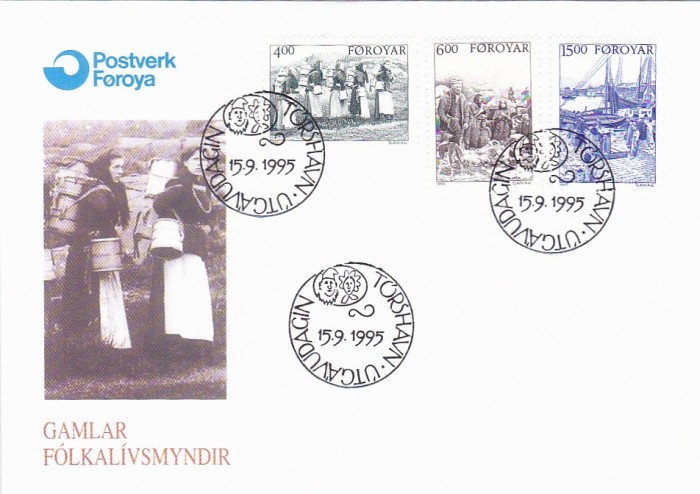 Postverk
Føroya
4.00 FØROYAR
6.00 FØROYAR
15.00 FØROYAR
TÓRSHAVN · ÚTGÁVUDAGIN
15.9. 1995
TÓRSHAVN · ÚTGÁVUDAGIN
15.9. 1995
TÓRSHAVN · ÚTGÁVUDAGIN
15.9. 1995
GAMLAR
FÓLKALÍVSMYNDIR